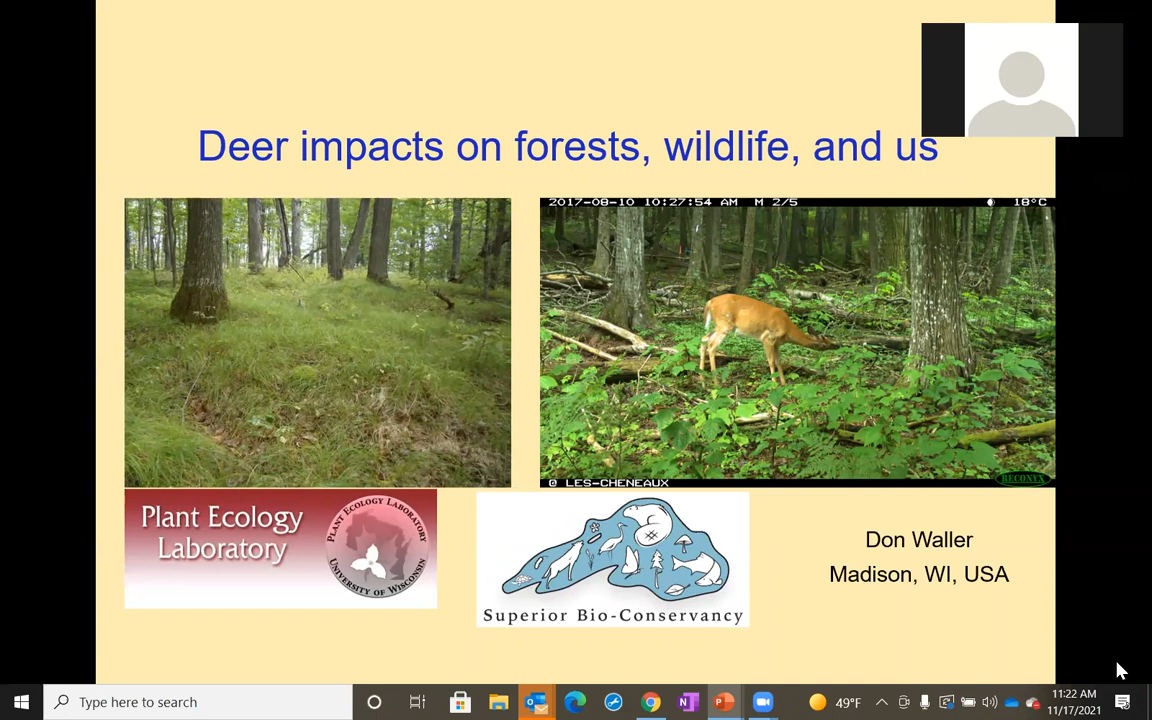 Deer impacts on forests, wildlife, and us
2017-08-10 10:27:54 AM M 2/5 18°C
@ LES-CHENEAUX
RECONYX
Plant Ecology
Laboratory
PLANT ECOLOGY LABORATORY
UNIVERSITY OF WISCONSIN
Superior Bio-Conservancy
Don Waller
Madison, WI, USA
Type here to search
49°F
11:22 AM
11/17/2021